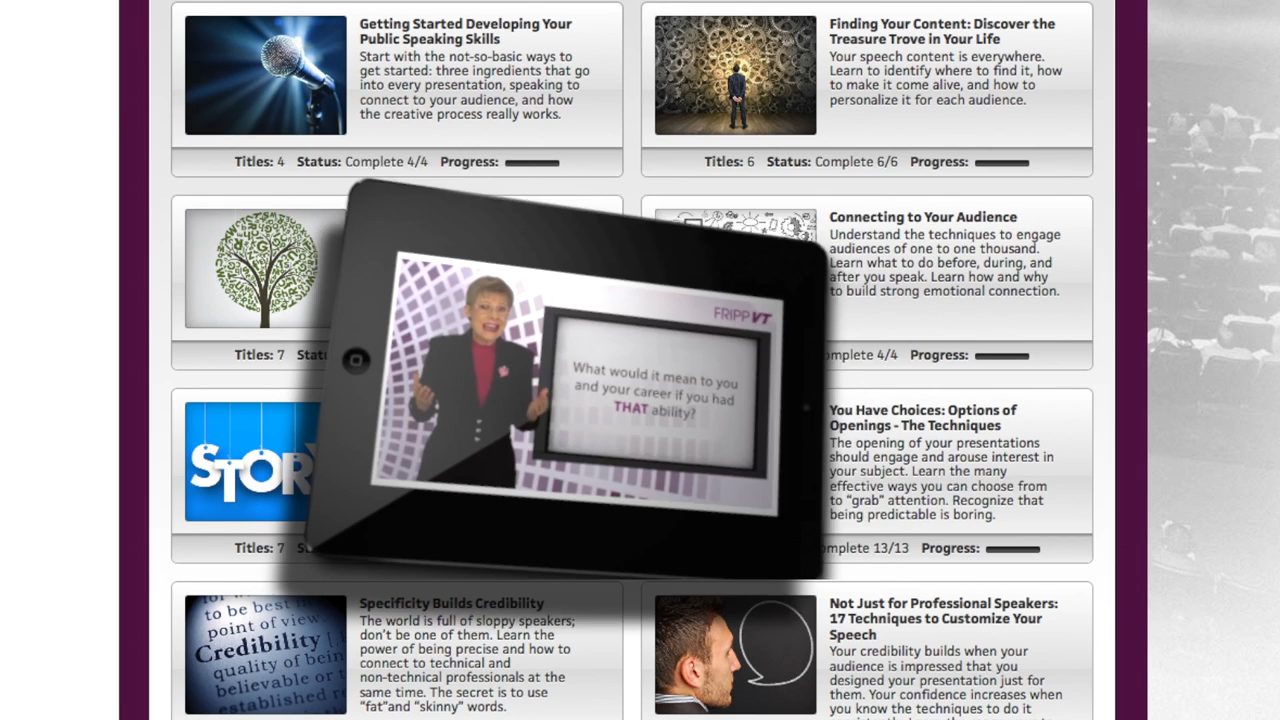 Getting Started Developing Your
Public Speaking Skills
Start with the not-so-basic ways to
get started: three ingredients that go
into every presentation, speaking to
connect to your audience, and how
the creative process really works.
Titles: 4 Status: Complete 4/4 Progress:
Finding Your Content: Discover the
Treasure Trove in Your Life
Your speech content is everywhere.
Learn to identify where to find it, how
to make it come alive, and how to
personalize it for each audience.
Titles: 6 Status: Complete 6/6 Progress:
Titles: 7
Connecting to Your Audience
Understand the techniques to engage
audiences of one to one thousand.
Learn what to do before, during, and
after you speak. Learn how and why
to build strong emotional connection.
mplete 4/4 Progress:
FRIPP VT
What would it mean to you
and your career if you had
THAT ability?
STORY
Titles: 7
You Have Choices: Options of
Openings - The Techniques
The opening of your presentations
should engage and arouse interest in
your subject. Learn the many
effective ways you can choose from
to “grab” attention. Recognize that
being predictable is boring.
mplete 13/13 Progress:
to be best
point of view.
Credibility
quality of bein
believable or t
established
Specificity Builds Credibility
The world is full of sloppy speakers;
don’t be one of them. Learn the
power of being precise and how to
connect to technical and
non-technical professionals at the
same time. The secret is to use
“fat”and “skinny” words.
Not Just for Professional Speakers:
17 Techniques to Customize Your
Speech
Your credibility builds when your
audience is impressed that you
designed your presentation just for
them. Your confidence increases when
you know the techniques to do it